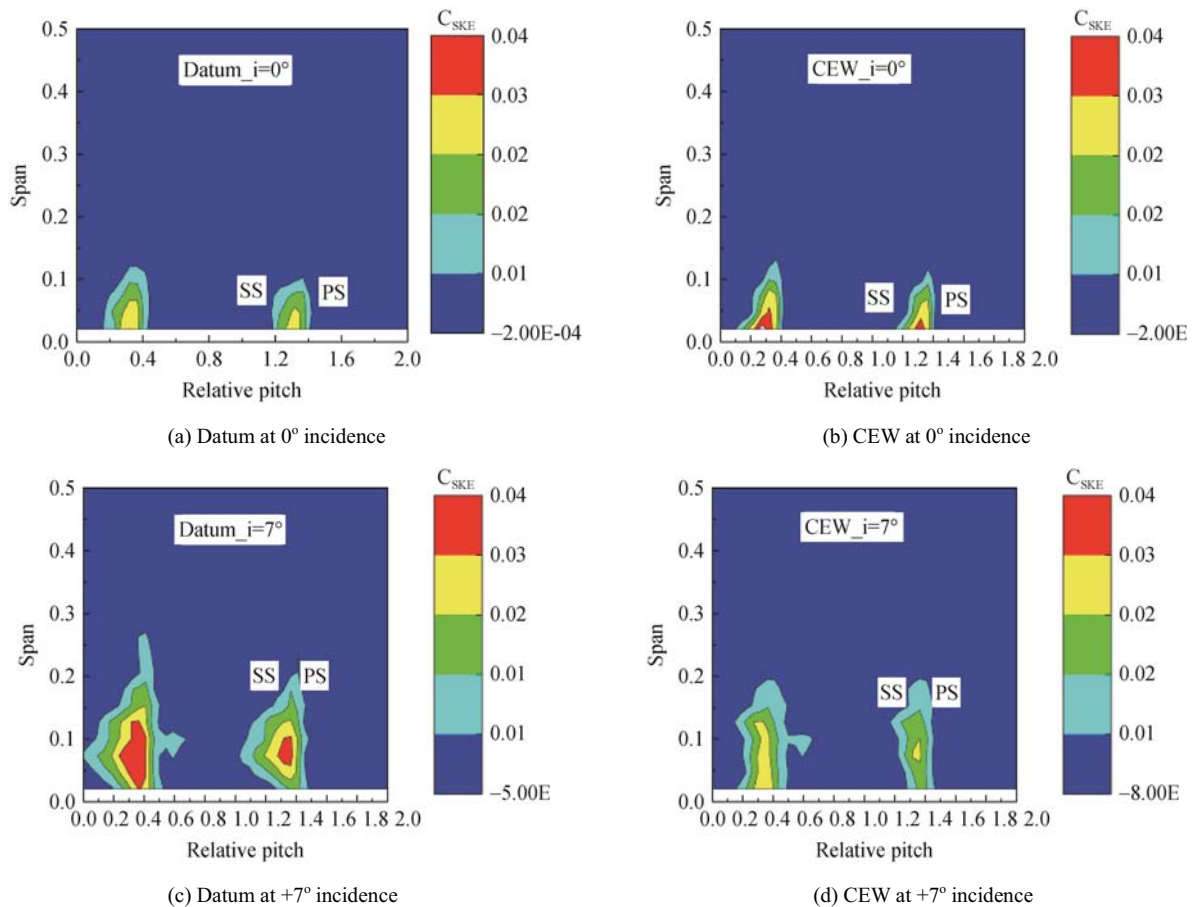 C_SKE
0.5
0.4
0.3
0.2
0.1
0.0
Span
Datum_i=0°
SS
PS
0.0 0.4 0.8 1.2 1.6 2.0
Relative pitch
0.04
0.03
0.02
0.02
0.01
−2.00E-04
(a) Datum at 0° incidence
C_SKE
0.5
0.4
0.3
0.2
0.1
0.0
Span
CEW_i=0°
SS
PS
0.0 0.2 0.4 0.6 0.8 1.0 1.2 1.4 1.6 1.8 2.0
Relative pitch
0.04
0.03
0.02
0.02
0.01
−2.00E
(b) CEW at 0° incidence
C_SKE
0.5
0.4
0.3
0.2
0.1
0.0
Span
Datum_i=7°
SS
PS
0.0 0.2 0.4 0.6 0.8 1.0 1.2 1.4 1.6 1.8 2.0
Relative pitch
0.04
0.03
0.02
0.01
0.01
−5.00E
(c) Datum at +7° incidence
C_SKE
0.5
0.4
0.3
0.2
0.1
0.0
Span
CEW_i=7°
SS
PS
0.0 0.2 0.4 0.6 0.8 1.0 1.2 1.4 1.6 1.8 2.0
Relative pitch
0.04
0.03
0.02
0.02
0.01
−8.00E
(d) CEW at +7° incidence